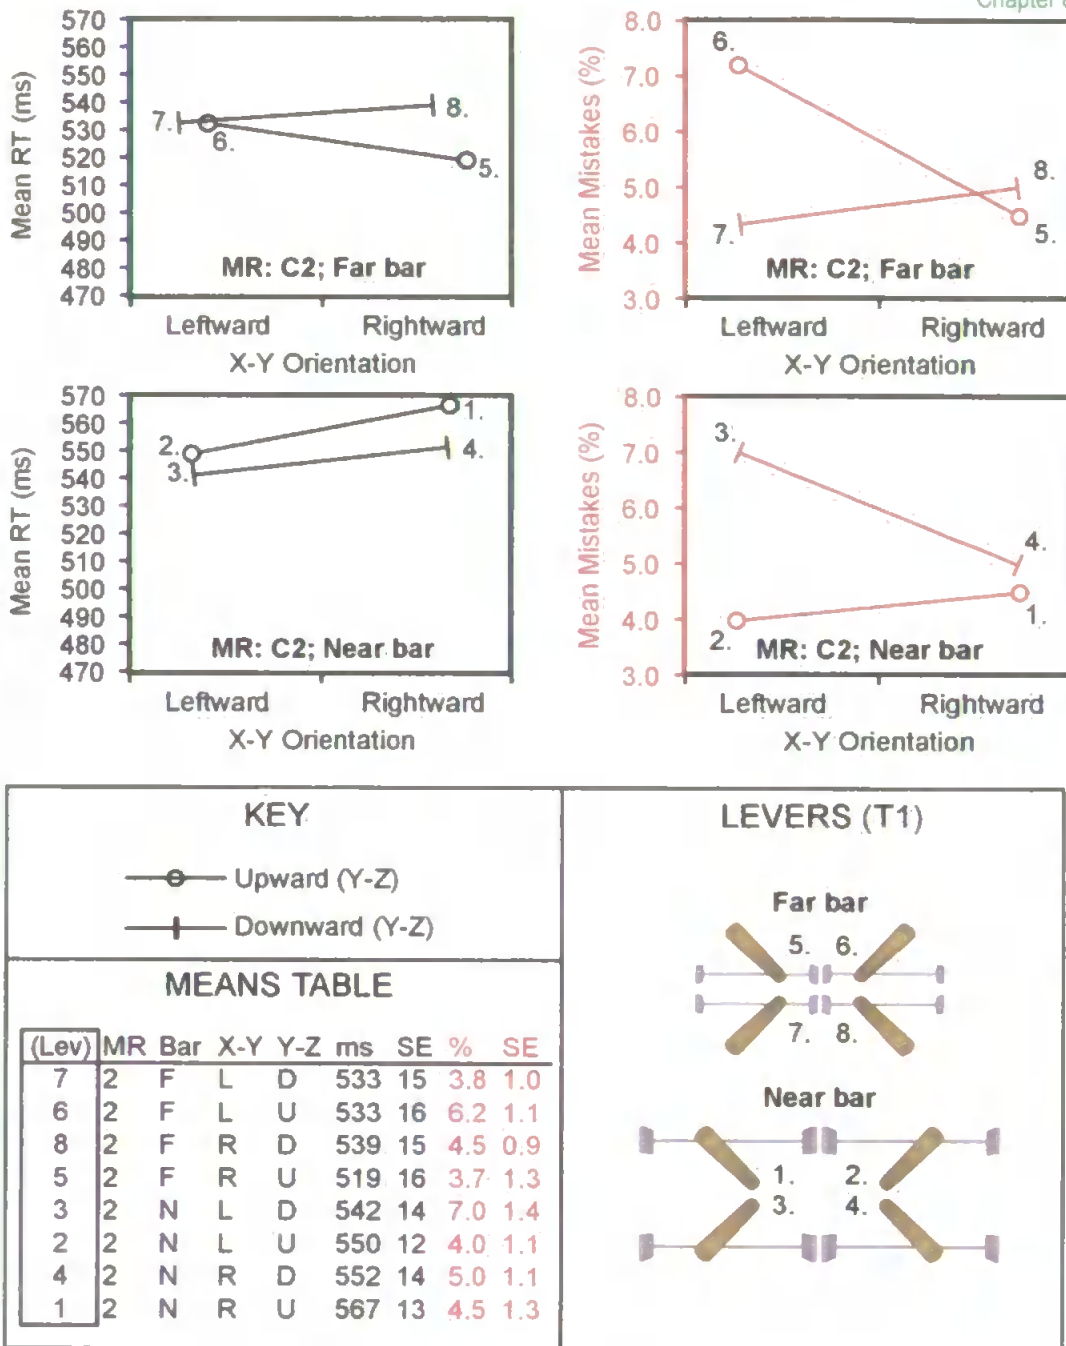 Chapter 8
570
560
550
540
530
520
510
500
490
480
470
Mean RT (ms)
7.
6.
8.
5.
MR: C2; Far bar
Leftward Rightward
X-Y Orientation
8.0
7.0
6.0
5.0
4.0
3.0
Mean Mistakes (%)
6.
7.
8.
5.
MR: C2; Far bar
Leftward Rightward
X-Y Orientation
570
560
550
540
530
520
510
500
490
480
470
Mean RT (ms)
2.
3.
1.
4.
MR: C2; Near bar
Leftward Rightward
X-Y Orientation
8.0
7.0
6.0
5.0
4.0
3.0
Mean Mistakes (%)
3.
2.
4.
1.
MR: C2; Near bar
Leftward Rightward
X-Y Orientation
KEY
Upward (Y-Z)
Downward (Y-Z)
MEANS TABLE
(Lev) MR Bar X-Y Y-Z ms SE % SE
7 2 F L D 533 15 3.8 1.0
6 2 F L U 533 16 6.2 1.1
8 2 F R D 539 15 4.5 0.9
5 2 F R U 519 16 3.7 1.3
3 2 N L D 542 14 7.0 1.4
2 2 N L U 550 12 4.0 1.1
4 2 N R D 552 14 5.0 1.1
1 2 N R U 567 13 4.5 1.3
LEVERS (T1)
Far bar
5. 6.
7. 8.
Near bar
1. 2.
3. 4.